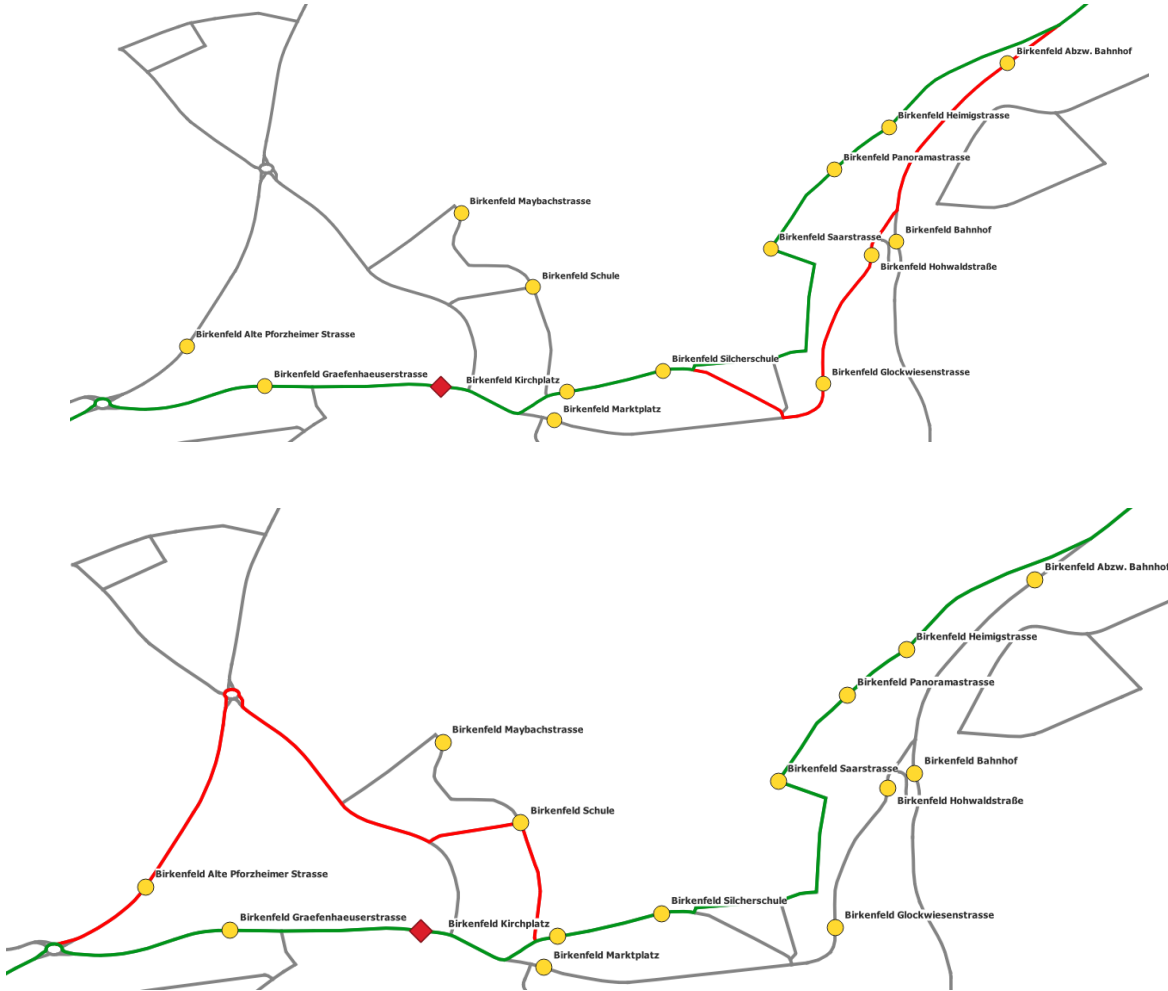 Birkenfeld Abzw. Bahnhof
Birkenfeld Heimigstrasse
Birkenfeld Panoramastrasse
Birkenfeld Maybachstrasse
Birkenfeld Bahnhof
Birkenfeld Saarstrasse
Birkenfeld Hohwaldstraße
Birkenfeld Schule
Birkenfeld Alte Pforzheimer Strasse
Birkenfeld Silcherschule
Birkenfeld Graefenhaeuserstrasse
Birkenfeld Kirchplatz
Birkenfeld Glockwiesenstrasse
Birkenfeld Marktplatz
Birkenfeld Abzw. Bahnhof
Birkenfeld Heimigstrasse
Birkenfeld Panoramastrasse
Birkenfeld Maybachstrasse
Birkenfeld Bahnhof
Birkenfeld Saarstrasse
Birkenfeld Hohwaldstraße
Birkenfeld Schule
Birkenfeld Alte Pforzheimer Strasse
Birkenfeld Silcherschule
Birkenfeld Graefenhaeuserstrasse
Birkenfeld Kirchplatz
Birkenfeld Glockwiesenstrasse
Birkenfeld Marktplatz